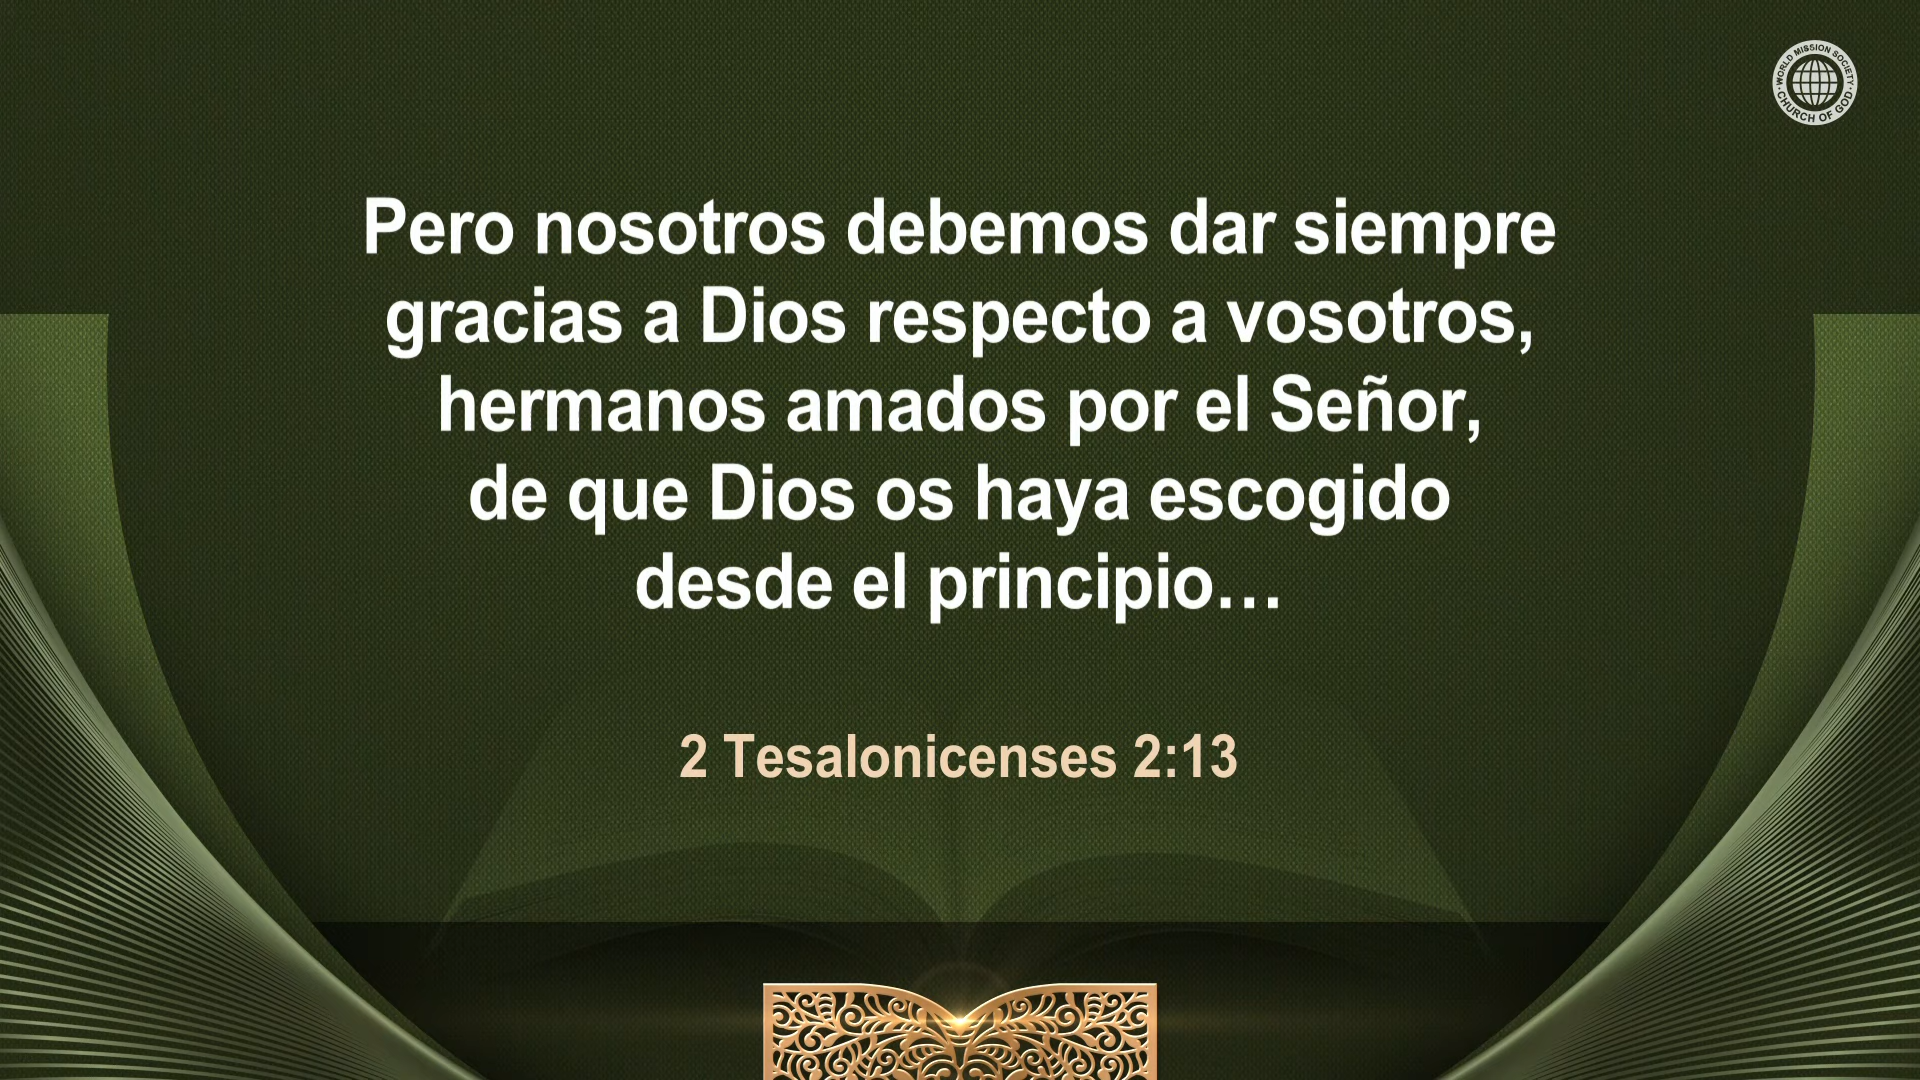 WORLD MISSION SOCIETY
CHURCH OF GOD
Pero nosotros debemos dar siempre
gracias a Dios respecto a vosotros,
hermanos amados por el Señor,
de que Dios os haya escogido
desde el principio…
2 Tesalonicenses 2:13